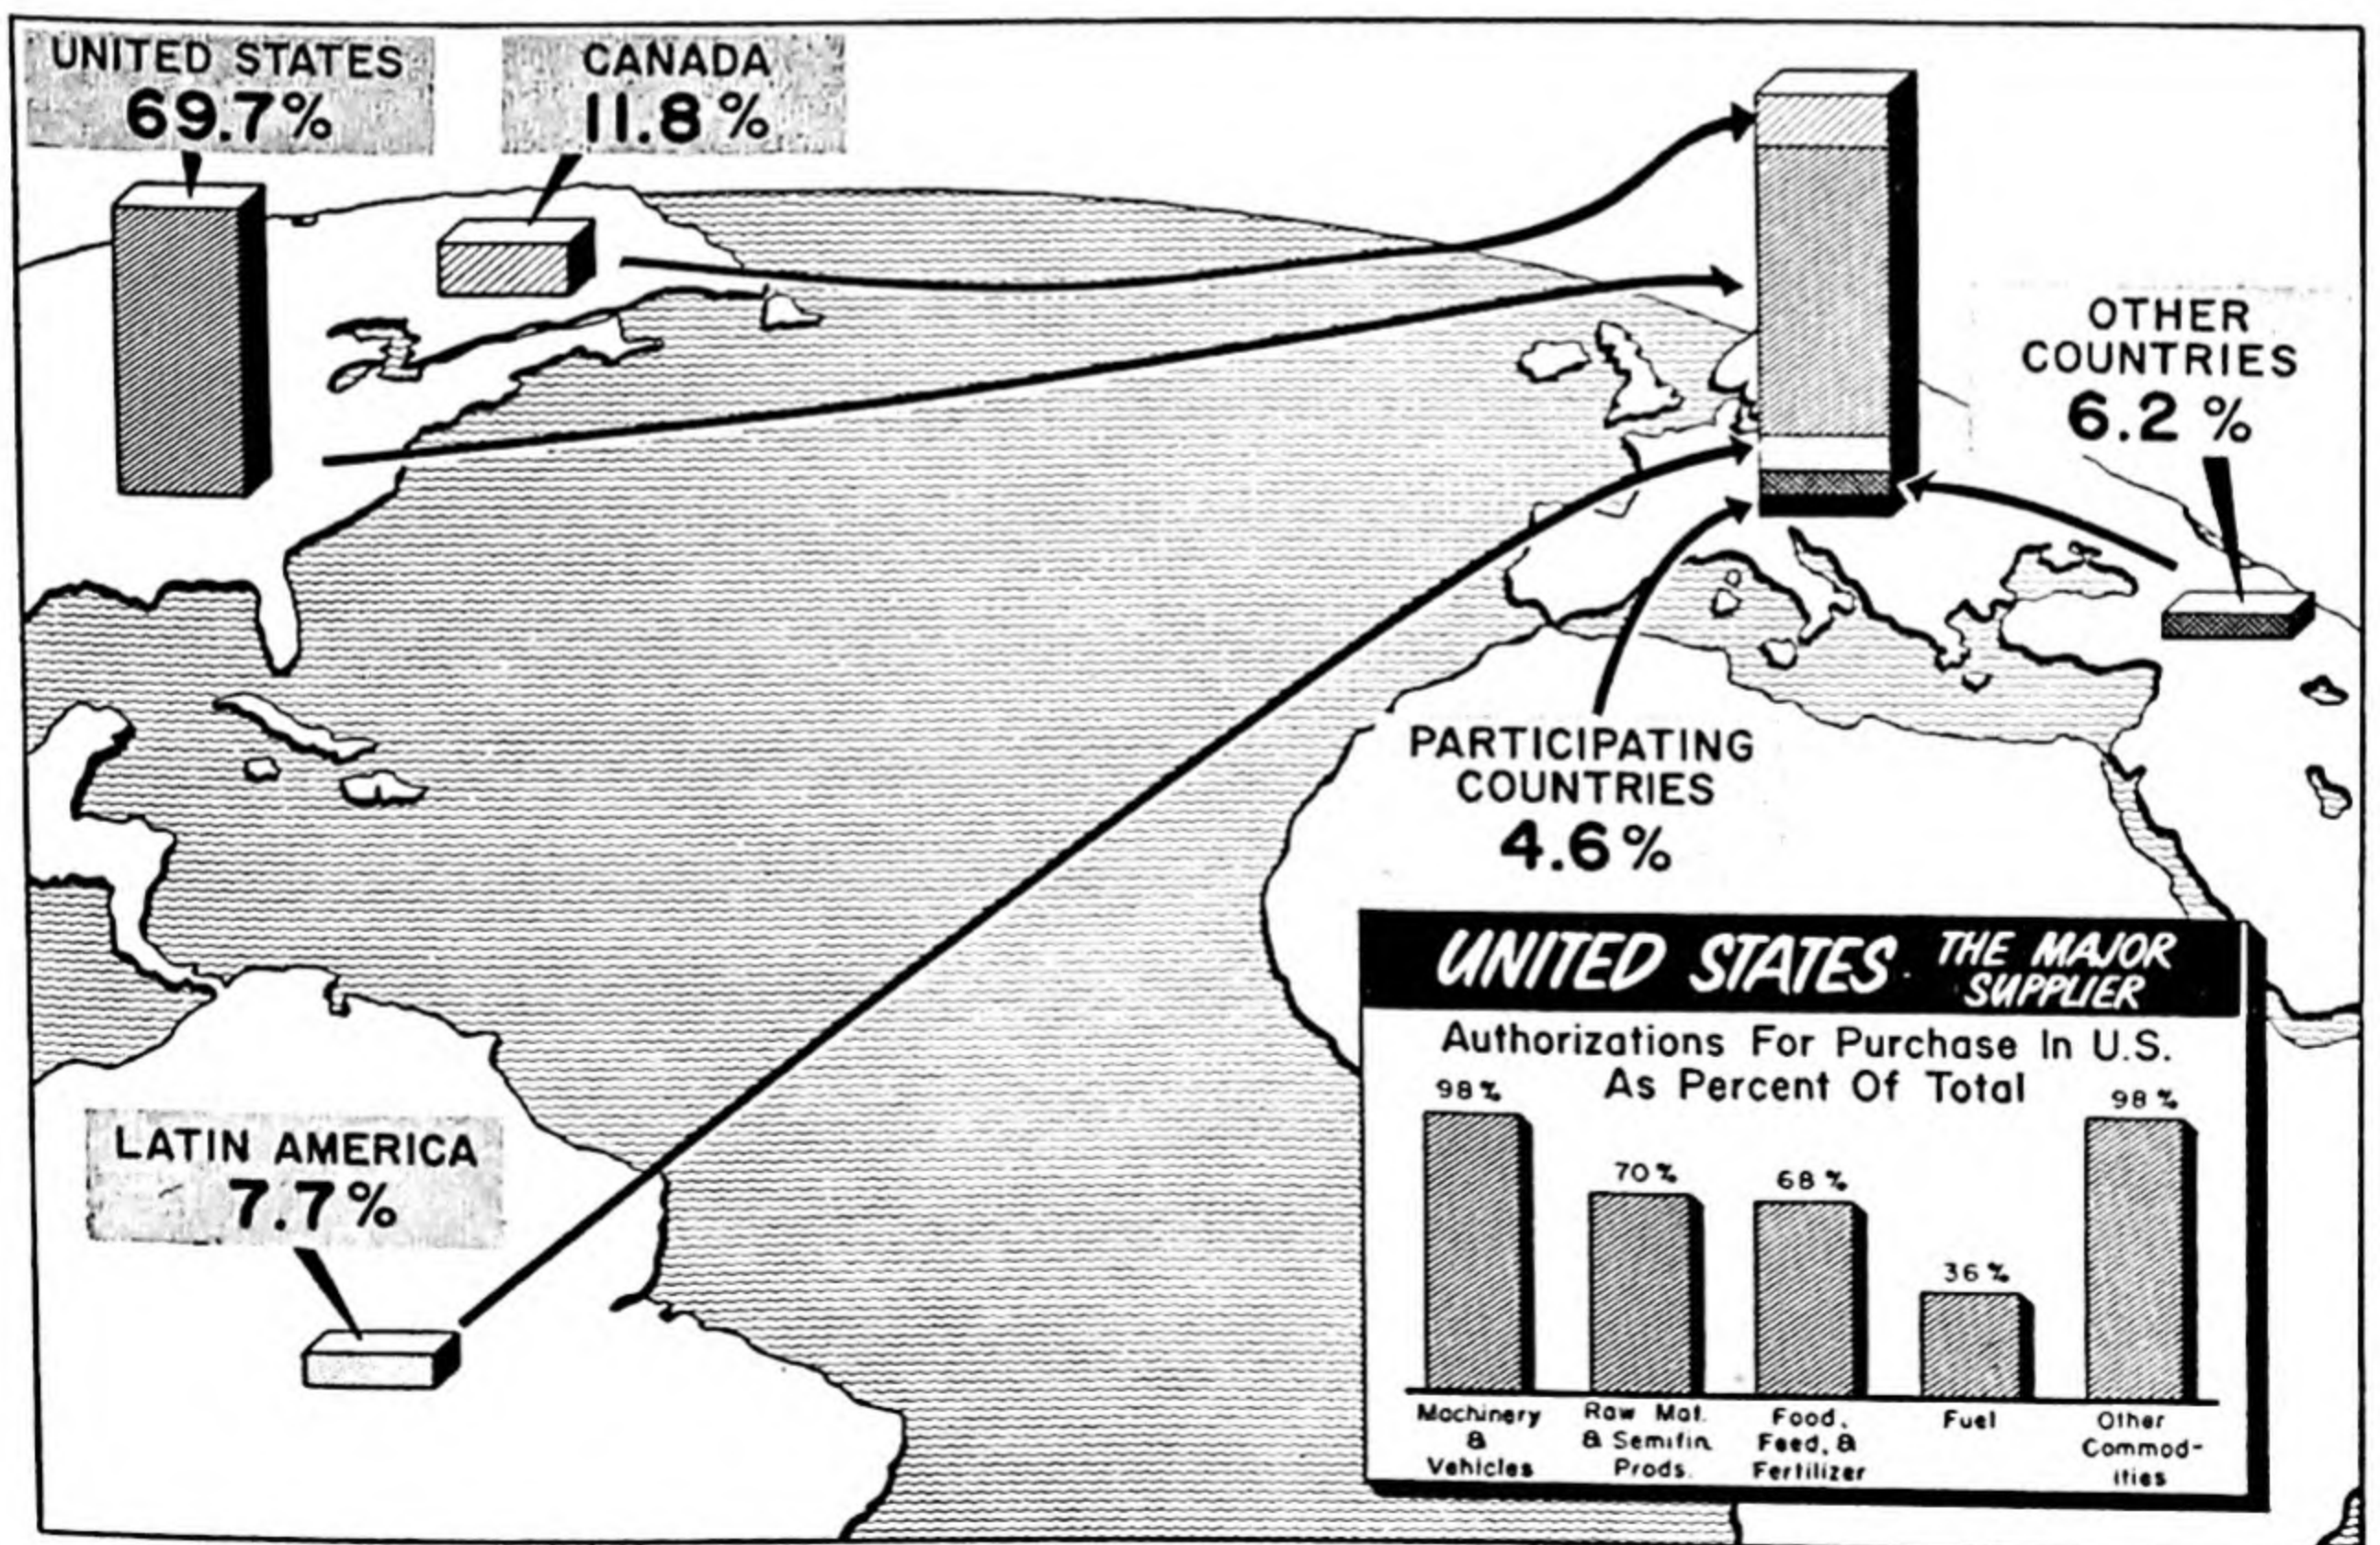 UNITED STATES
69.7%
CANADA
11.8%
OTHER
COUNTRIES
6.2%
PARTICIPATING
COUNTRIES
4.6%
LATIN AMERICA
7.7%
UNITED STATES THE MAJOR
SUPPLIER
Authorizations For Purchase In U.S.
As Percent Of Total
98%
70%
68%
36%
98%
Machinery
&
Vehicles
Raw Mat.
& Semifin.
Prods.
Food,
Feed, &
Fertilizer
Fuel
Other
Commod-
ities